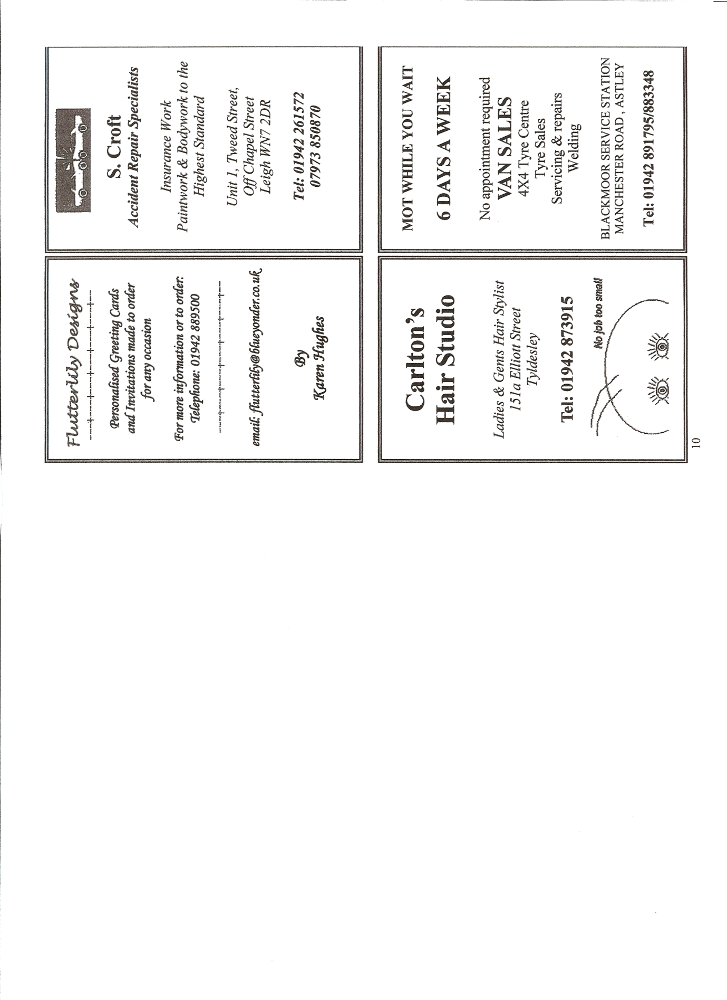 Flutterlily Designs
Personalised Greeting Cards
and Invitations made to order
for any occasion
For more information or to order:
Telephone: 01942 889500
email: flutterlily@blueyonder.co.uk
By
Karen Hughes
S. Croft
Accident Repair Specialists
Insurance Work
Paintwork & Bodywork to the
Highest Standard
Unit 1, Tweed Street,
Off Chapel Street
Leigh WN7 2DR
Tel: 01942 261572
07973 850870
Carlton's
Hair Studio
Ladies & Gents Hair Stylist
151a Elliott Street
Tyldesley
Tel: 01942 873915
No job too small
MOT WHILE YOU WAIT
6 DAYS A WEEK
No appointment required
VAN SALES
4X4 Tyre Centre
Tyre Sales
Servicing & repairs
Welding
BLACKMOOR SERVICE STATION
MANCHESTER ROAD , ASTLEY
Tel: 01942 891795/883348
10